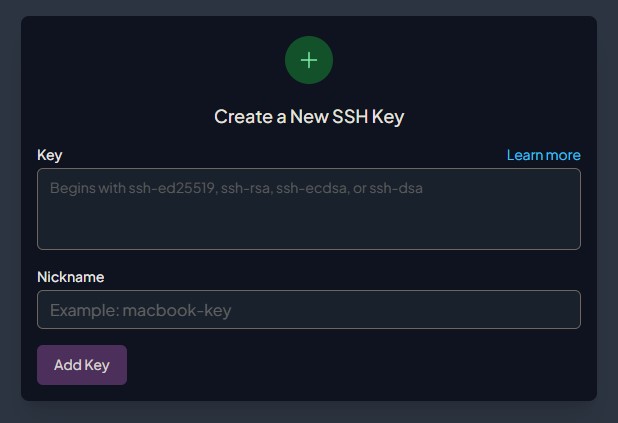 Create a New SSH Key
Key
Learn more
Begins with ssh-ed25519, ssh-rsa, ssh-ecdsa, or ssh-dsa
Nickname
Example: macbook-key
Add Key